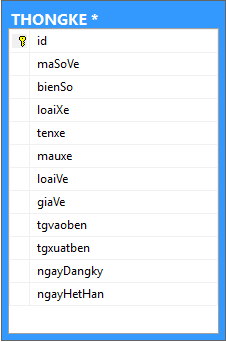 THONGKE *
id
maSoVe
bienSo
loaiXe
tenxe
mauxe
loaiVe
giaVe
tgvaoben
tgxuatben
ngayDangky
ngayHetHan